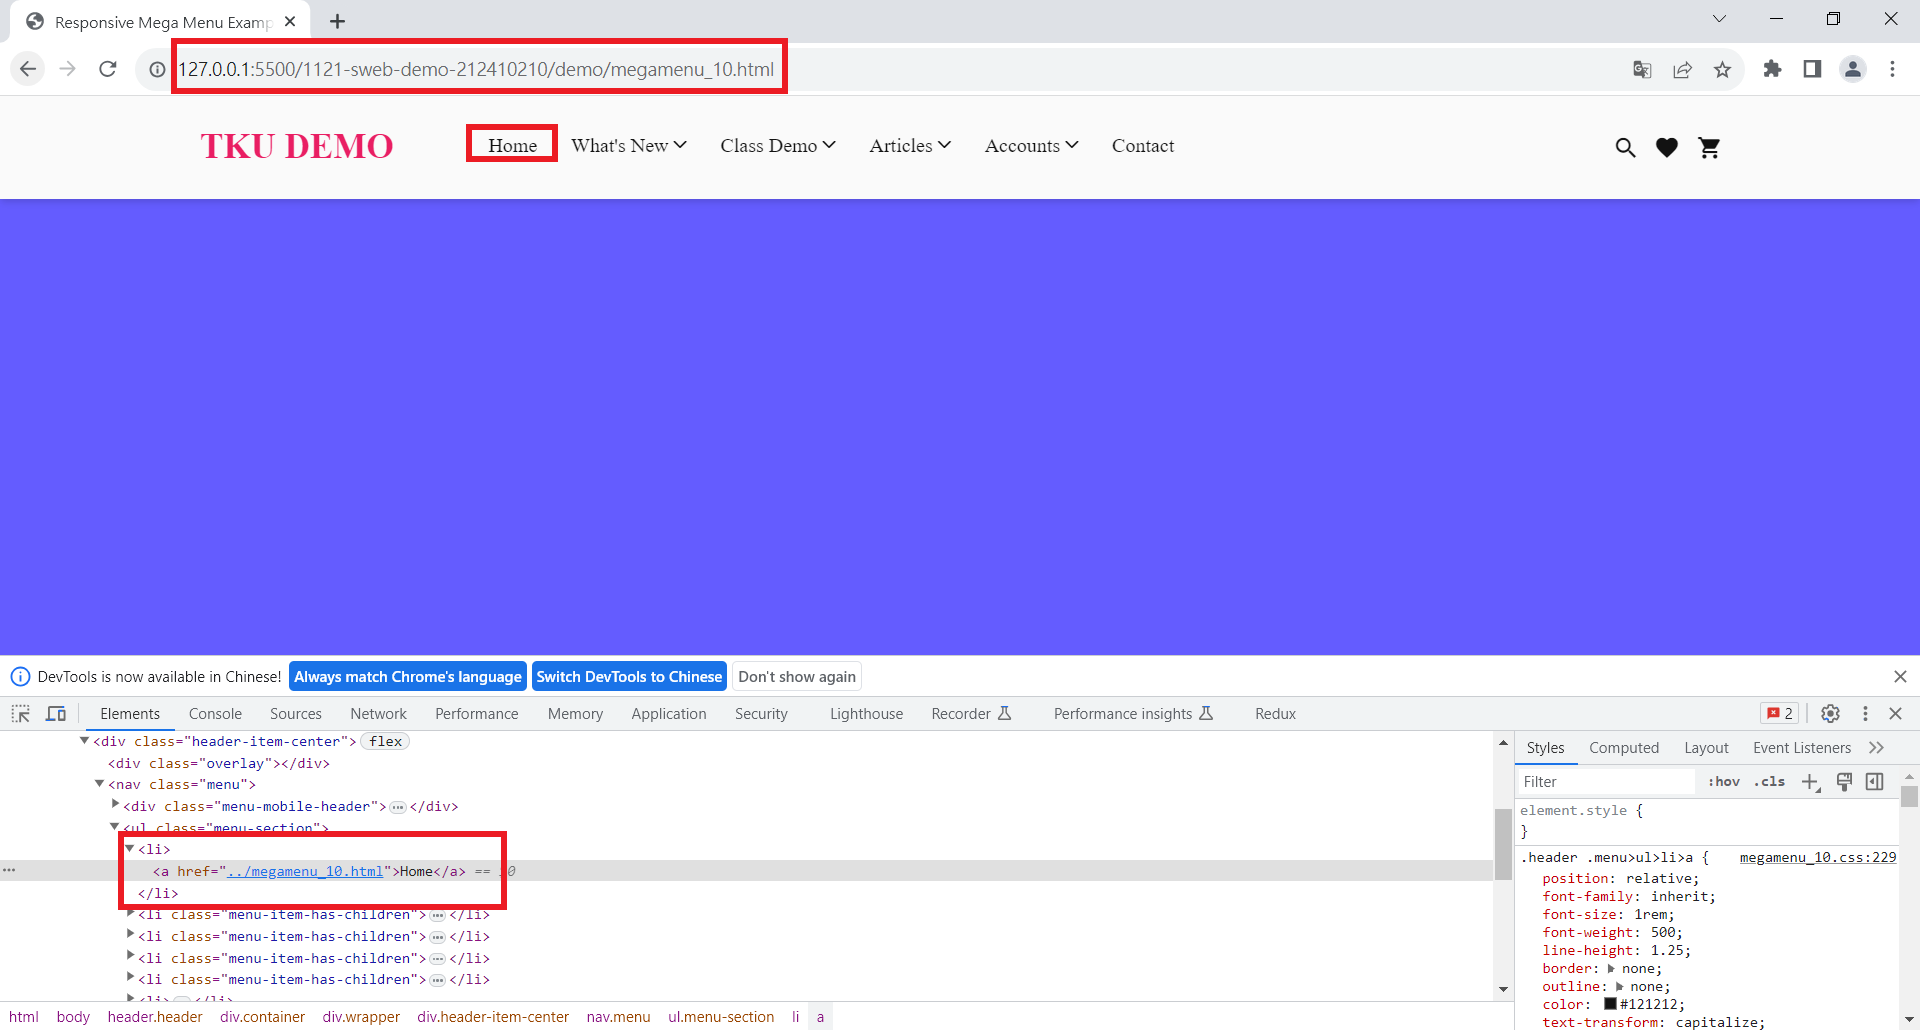 Responsive Mega Menu Examp
127.0.0.1:5500/1121-sweb-demo-212410210/demo/megamenu_10.html
TKU DEMO
Home
What's New
Class Demo
Articles
Accounts
Contact
DevTools is now available in Chinese!
Always match Chrome's language
Switch DevTools to Chinese
Don't show again
Elements
Console
Sources
Network
Performance
Memory
Application
Security
Lighthouse
Recorder
Performance insights
Redux
2
<div class="header-item-center"> flex
<div class="overlay"></div>
<nav class="menu">
<div class="menu-mobile-header">…</div>
<ul class="menu-section">
<li>
<a href="../megamenu_10.html">Home</a> == $0
</li>
<li class="menu-item-has-children">…</li>
<li class="menu-item-has-children">…</li>
<li class="menu-item-has-children">…</li>
<li class="menu-item-has-children">…</li>
<li>…</li>
html body header.header div.container div.wrapper div.header-item-center nav.menu ul.menu-section li a
Styles
Computed
Layout
Event Listeners
Filter
:hov .cls
element.style {
}
.header .menu>ul>li>a { megamenu_10.css:229
position: relative;
font-family: inherit;
font-size: 1rem;
font-weight: 500;
line-height: 1.25;
border: none;
outline: none;
color: #121212;
text-transform: capitalize;